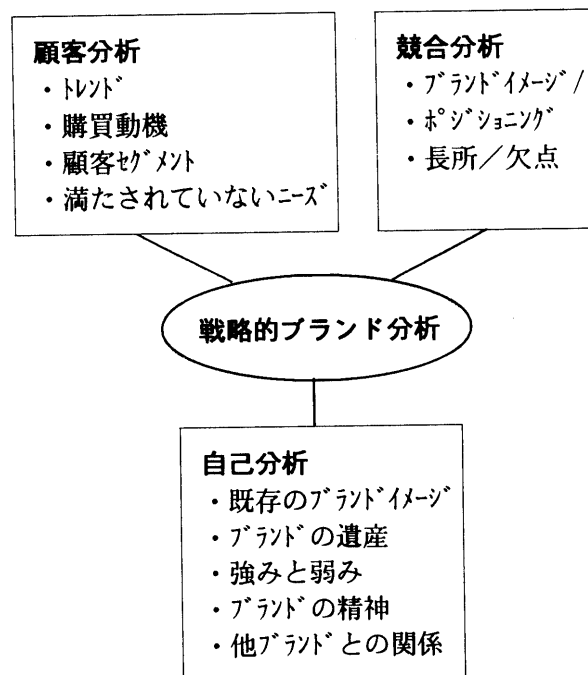 顧客分析
・ﾄﾚﾝﾄﾞ
・購買動機
・顧客ｾｸﾞﾒﾝﾄ
・満たされていないﾆｰｽﾞ
競合分析
・ﾌﾞﾗﾝﾄﾞｲﾒｰｼﾞ/
・ﾎﾟｼﾞｼｮﾆﾝｸﾞ
・長所／欠点
戦略的ブランド分析
自己分析
・既存のﾌﾞﾗﾝﾄﾞｲﾒｰｼﾞ
・ﾌﾞﾗﾝﾄﾞの遺産
・強みと弱み
・ﾌﾞﾗﾝﾄﾞの精神
・他ﾌﾞﾗﾝﾄﾞとの関係